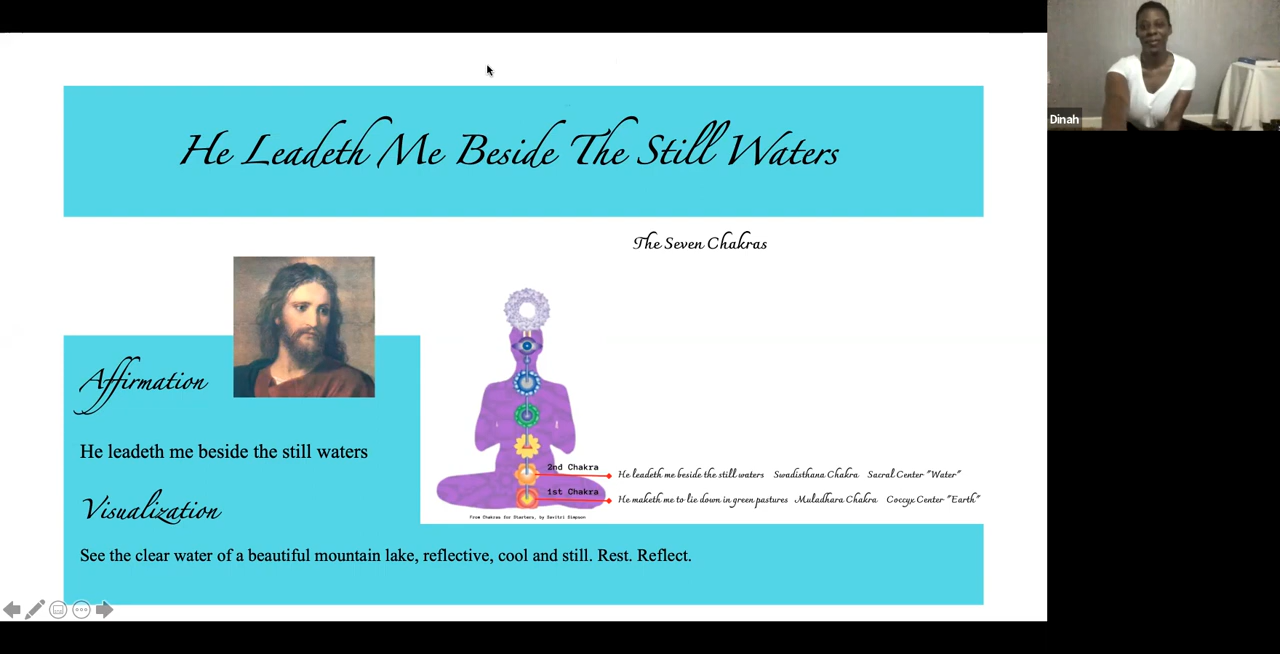 He Leadeth Me Beside The Still Waters
Dinah
The Seven Chakras
Affirmation
He leadeth me beside the still waters
Visualization
See the clear water of a beautiful mountain lake, reflective, cool and still. Rest. Reflect.
2nd Chakra
He leadeth me beside the still waters Swadisthana Chakra Sacral Center "Water"
1st Chakra
He maketh me to lie down in green pastures Muladhara Chakra Coccyx Center "Earth"
From Chakras for Starters, by Savitri Simpson